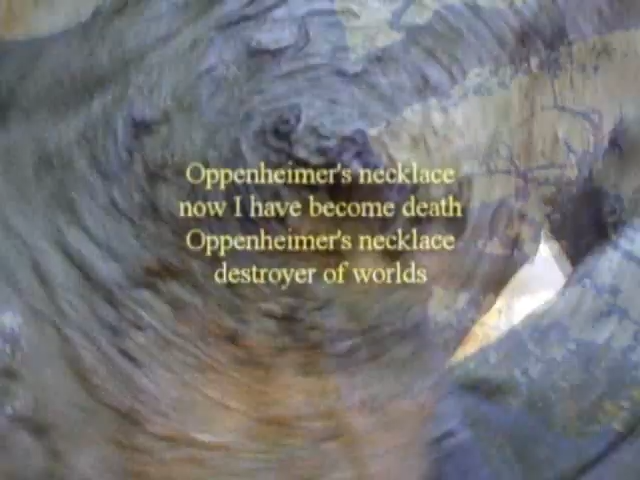 Oppenheimer's necklace
now I have become death
Oppenheimer's necklace
destroyer of worlds